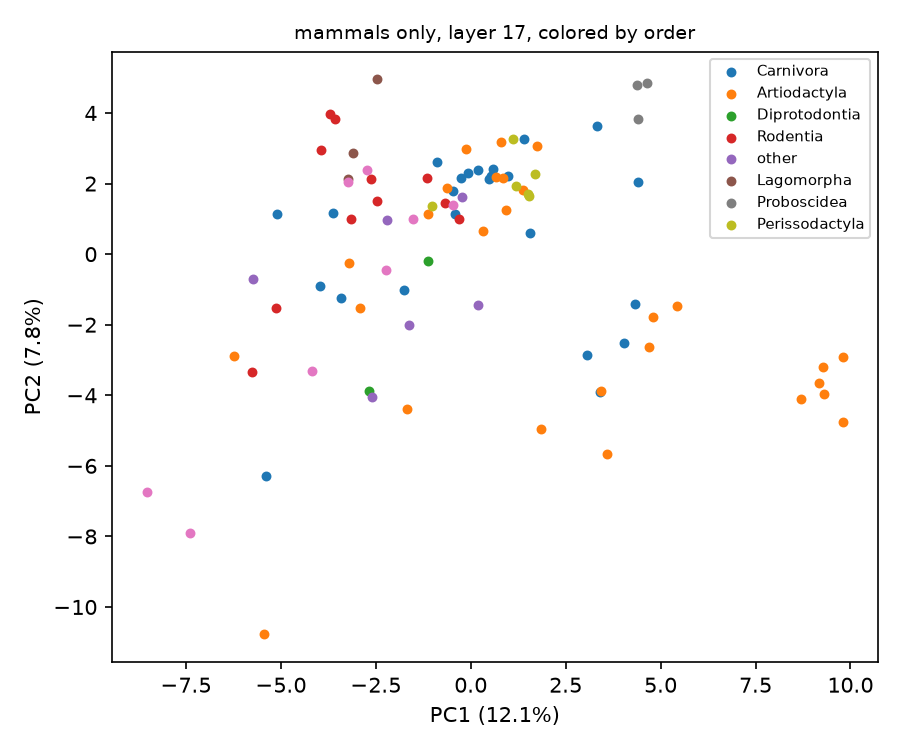 mammals only, layer 17, colored by order
Carnivora
Artiodactyla
Diprotodontia
Rodentia
other
Lagomorpha
Proboscidea
Perissodactyla
4
2
0
−2
−4
−6
−8
−10
PC2 (7.8%)
−7.5 −5.0 −2.5 0.0 2.5 5.0 7.5 10.0
PC1 (12.1%)